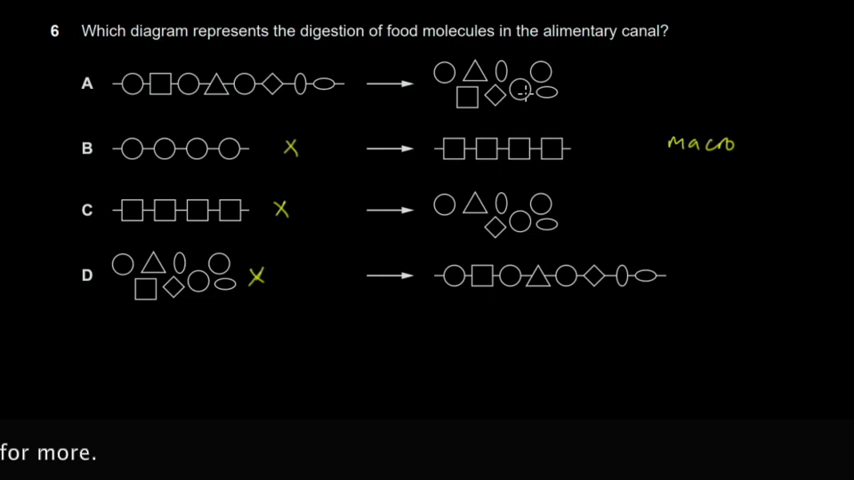 6 Which diagram represents the digestion of food molecules in the alimentary canal?
A
B X macro
C X
D X
for more.